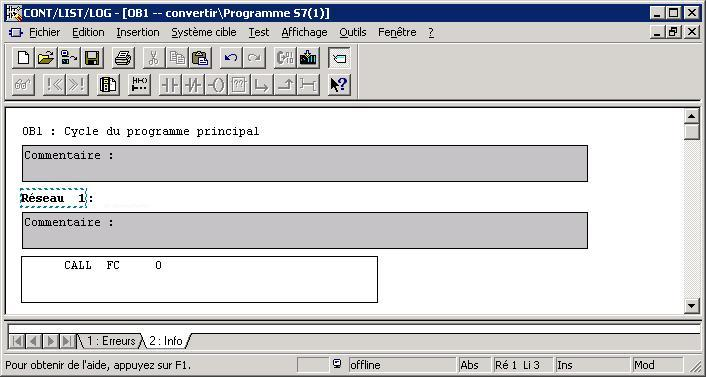 CONT/LIST/LOG - [OB1 -- convertir\Programme S7(1)]
Fichier Edition Insertion Système cible Test Affichage Outils Fenêtre ?
OB1 : Cycle du programme principal
Commentaire :
Réseau 1:
Commentaire :
CALL FC 0
1 : Erreurs 2 : Info
Pour obtenir de l'aide, appuyez sur F1. offline Abs Ré 1 Li 3 Ins Mod